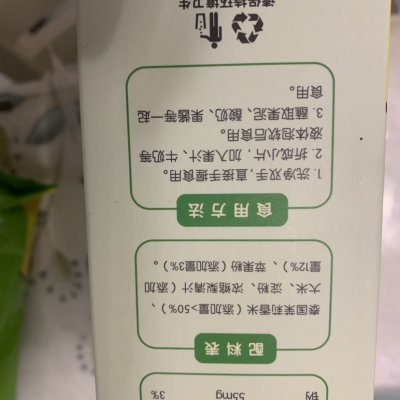 钠 55mg 3%
配料表
泰国茉莉香米（添加量>50%）、
大米、淀粉、浓缩梨清汁（添加
量12%）、苹果粉（添加量3%）。
食用方法
1. 洗净双手，直接手握食用。
2. 折成小片，加入果汁、牛奶等
液体泡软后食用。
3. 蘸取果泥、酸奶、果酱等一起
食用。
请保持环境卫生